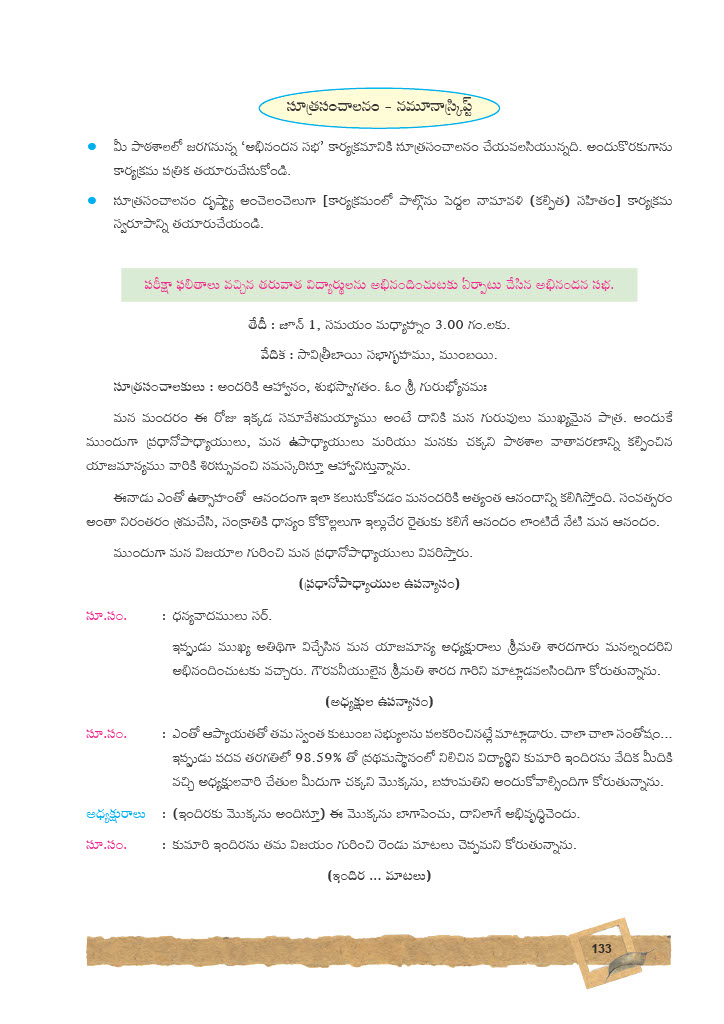 సూత్రసంచాలనం - నమూనాస్క్రిప్ట్
• మీ పాఠశాలలో జరగనున్న ‘అభినందన సభ’ కార్యక్రమానికి సూత్రసంచాలనం చేయవలసియున్నది. అందుకొరకుగాను
కార్యక్రమ పత్రిక తయారుచేసుకోండి.
• సూత్రసంచాలనం దృష్ట్యా అంచెలంచెలుగా [కార్యక్రమంలో పాల్గొను పెద్దల నామావళి (కల్పిత) సహితం] కార్యక్రమ
స్వరూపాన్ని తయారుచేయండి.
పరీక్షా ఫలితాలు వచ్చిన తరువాత విద్యార్థులను అభినందించుటకు ఏర్పాటు చేసిన అభినందన సభ.
తేదీ : జూన్ 1, సమయం మధ్యాహ్నం 3.00 గం.లకు.
వేదిక : సావిత్రీబాయి సభాగృహము, ముంబయి.
సూత్రసంచాలకులు : అందరికి ఆహ్వానం, శుభస్వాగతం. ఓం శ్రీ గురుభ్యోనమః
మన మందరం ఈ రోజు ఇక్కడ సమావేశమయ్యాము అంటే దానికి మన గురువులు ముఖ్యమైన పాత్ర. అందుకే
ముందుగా ప్రధానోపాధ్యాయులు, మన ఉపాధ్యాయులు మరియు మనకు చక్కని పాఠశాల వాతావరణాన్ని కల్పించిన
యాజమాన్యము వారికి శిరస్సువంచి నమస్కరిస్తూ ఆహ్వానిస్తున్నాను.
ఈనాడు ఎంతో ఉత్సాహంతో ఆనందంగా ఇలా కలుసుకోవడం మనందరికి అత్యంత ఆనందాన్ని కలిగిస్తోంది. సంవత్సరం
అంతా నిరంతరం శ్రమచేసి, సంక్రాతికి ధాన్యం కోకొల్లలుగా ఇల్లుచేర రైతుకు కలిగే ఆనందం లాంటిదే నేటి మన ఆనందం.
ముందుగా మన విజయాల గురించి మన ప్రధానోపాధ్యాయులు వివరిస్తారు.
(ప్రధానోపాధ్యాయుల ఉపన్యాసం)
సూ.సం. : ధన్యవాదములు సర్.
ఇప్పుడు ముఖ్య అతిథిగా విచ్చేసిన మన యాజమాన్య అధ్యక్షురాలు శ్రీమతి శారదగారు మనల్నందరిని
అభినందించుటకు వచ్చారు. గౌరవనీయులైన శ్రీమతి శారద గారిని మాట్లాడవలసిందిగా కోరుతున్నాను.
(అధ్యక్షుల ఉపన్యాసం)
సూ.సం. : ఎంతో ఆప్యాయతతో తమ స్వంత కుటుంబ సభ్యులను పలకరించినట్లే మాట్లాడారు. చాలా చాలా సంతోషం...
ఇప్పుడు పదవ తరగతిలో 98.59% తో ప్రథమస్థానంలో నిలిచిన విద్యార్థిని కుమారి ఇందిరను వేదిక మీదికి
వచ్చి అధ్యక్షులవారి చేతుల మీదుగా చక్కని మొక్కను, బహుమతిని అందుకోవాల్సిందిగా కోరుతున్నాను.
అధ్యక్షురాలు : (ఇందిరకు మొక్కను అందిస్తూ) ఈ మొక్కను బాగాపెంచు, దానిలాగే అభివృద్ధిచెందు.
సూ.సం. : కుమారి ఇందిరను తమ విజయం గురించి రెండు మాటలు చెప్పమని కోరుతున్నాను.
(ఇందిర ... మాటలు)
133